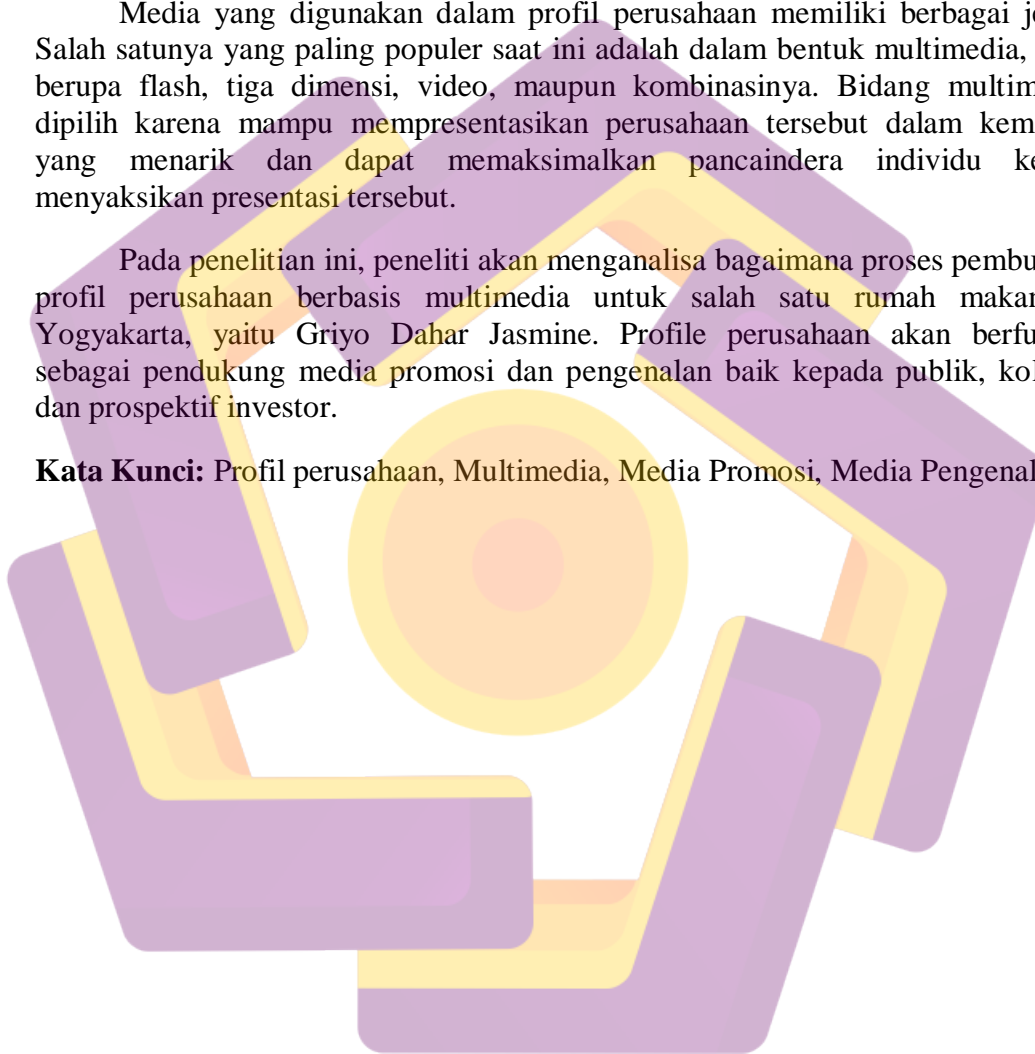 Media yang digunakan dalam profil perusahaan memiliki berbagai
Salah satunya yang paling populer saat ini adalah dalam bentuk multimedia,
berupa flash, tiga dimensi, video, maupun kombinasinya. Bidang
dipilih karena mampu mempresentasikan perusahaan tersebut dalam
yang menarik dan dapat memaksimalkan pancaindera individu
menyaksikan presentasi tersebut.
Pada penelitian ini, peneliti akan menganalisa bagaimana proses
profil perusahaan berbasis multimedia untuk salah satu rumah makan
Yogyakarta, yaitu Griyo Dahar Jasmine. Profile perusahaan akan
sebagai pendukung media promosi dan pengenalan baik kepada publik,
dan prospektif investor.
Kata Kunci: Profil perusahaan, Multimedia, Media Promosi, Media